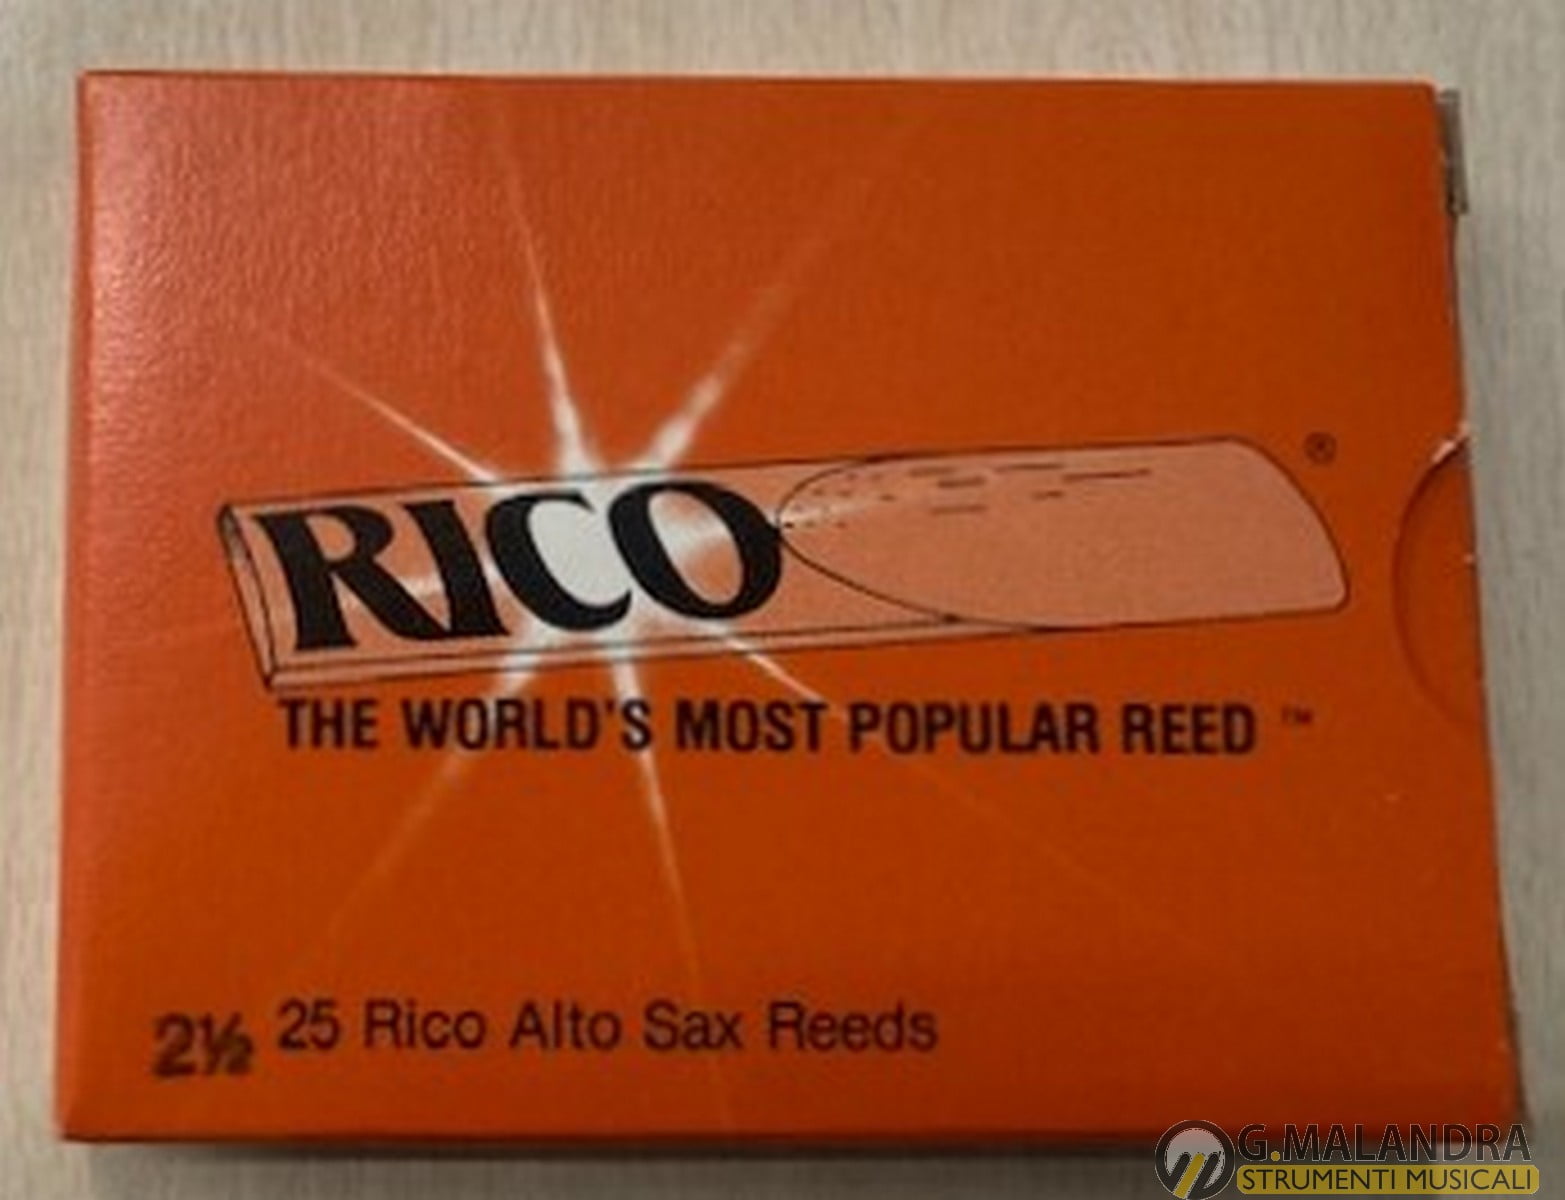 RICO
®
THE WORLD'S MOST POPULAR REED ™
2½ 25 Rico Alto Sax Reeds
G.MALANDRA
STRUMENTI MUSICALI